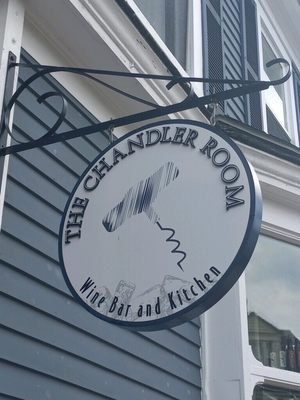 THE CHANDLER ROOM
Wine Bar and Kitchen